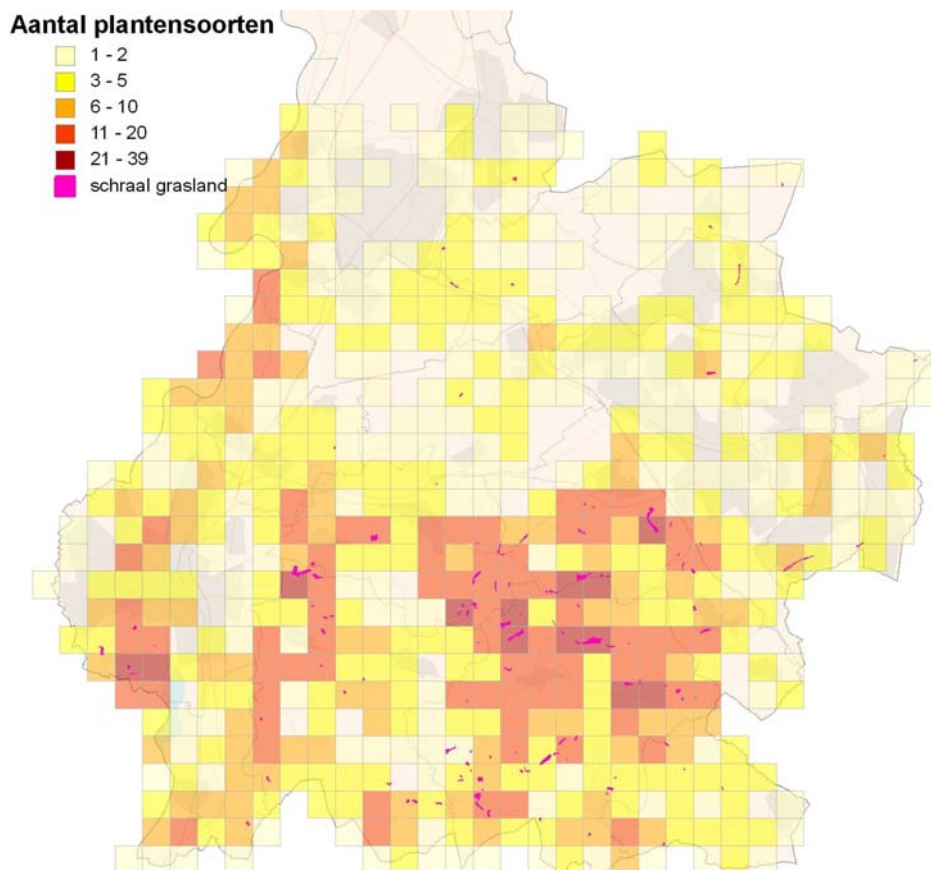 Aantal plantensoorten
1 - 2
3 - 5
6 - 10
11 - 20
21 - 39
schraal grasland